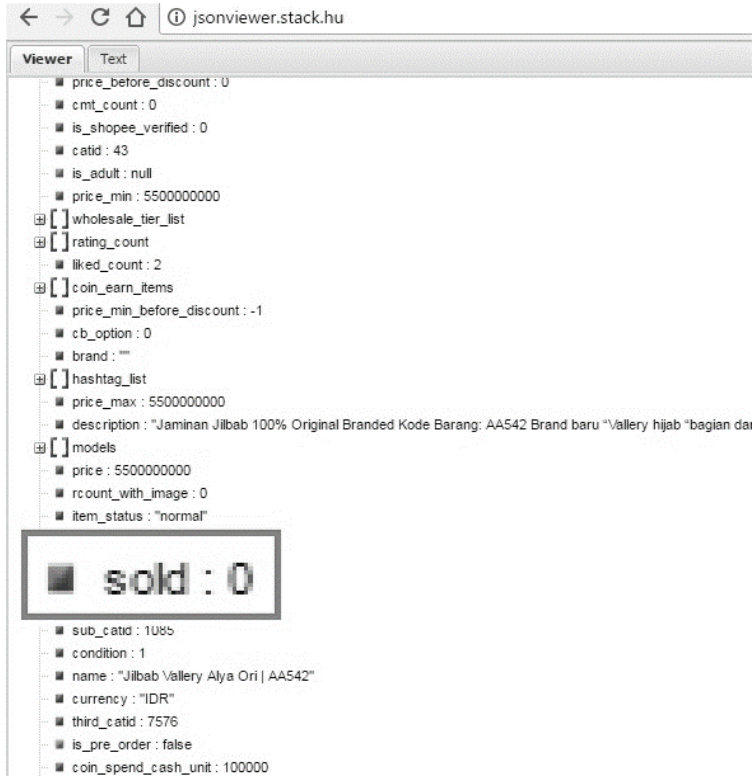 jsonviewer.stack.hu
Viewer Text
price_before_discount : 0
cmt_count : 0
is_shopee_verified : 0
catid : 43
is_adult : null
price_min : 5500000000
wholesale_tier_list
rating_count
liked_count : 2
coin_earn_items
price_min_before_discount : -1
cb_option : 0
brand : ""
hashtag_list
price_max : 5500000000
description : "Jaminan Jilbab 100% Original Branded Kode Barang: AA542 Brand baru “Vallery hijab “bagian dar
models
price : 5500000000
rcount_with_image : 0
item_status : "normal"
sold : 0
sub_catid : 1085
condition : 1
name : "Jilbab Vallery Alya Ori | AA542"
currency : "IDR"
third_catid : 7576
is_pre_order : false
coin_spend_cash_unit : 100000